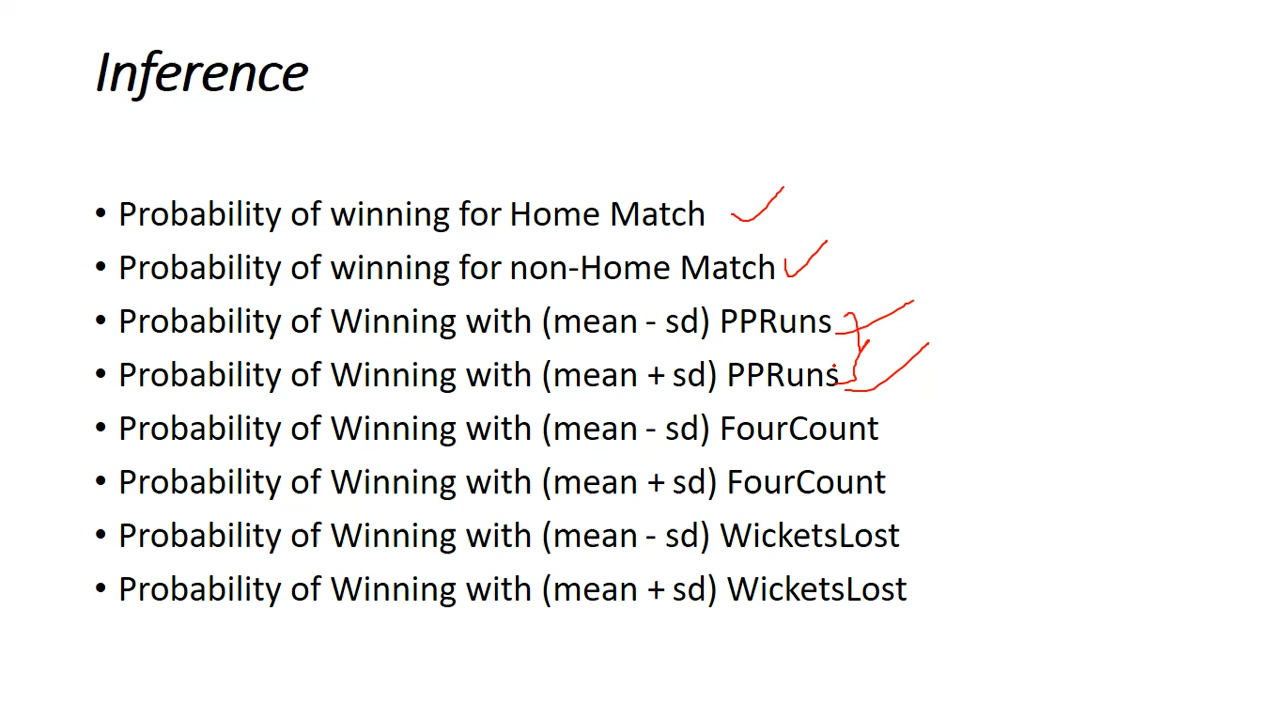 Inference
• Probability of winning for Home Match
• Probability of winning for non-Home Match
• Probability of Winning with (mean - sd) PPRuns
• Probability of Winning with (mean + sd) PPRuns
• Probability of Winning with (mean - sd) FourCount
• Probability of Winning with (mean + sd) FourCount
• Probability of Winning with (mean - sd) WicketsLost
• Probability of Winning with (mean + sd) WicketsLost